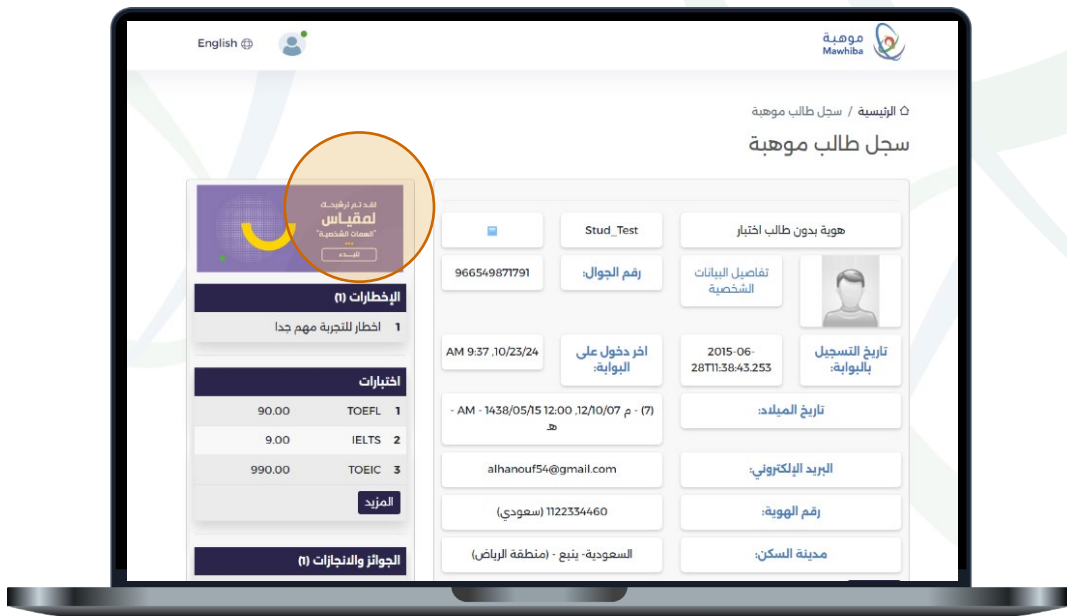 English
موهبة
Mawhiba
الرئيسية / سجل طالب موهبة
سجل طالب موهبة
هوية بدون طالب اختبار
Stud_Test
تفاصيل البيانات الشخصية
رقم الجوال:
966549871791
تاريخ التسجيل بالبوابة:
2015-06-28T11:38:43.253
اخر دخول على البوابة:
10/23/24, 9:37 AM
تاريخ الميلاد:
(7) - م 12/10/07, 12:00 AM - 1438/05/15 - هـ
البريد الإلكتروني:
alhanouf54@gmail.com
رقم الهوية:
1122334460 (سعودي)
مدينة السكن:
السعودية- ينبع - (منطقة الرياض)
لقد تم ترشيحك
لمقياس
"السمات الشخصية"
للبدء
الإخطارات (1)
1 اخطار للتجربة مهم جدا
اختبارات
1 TOEFL 90.00
2 IELTS 9.00
3 TOEIC 990.00
المزيد
الجوائز والانجازات (1)